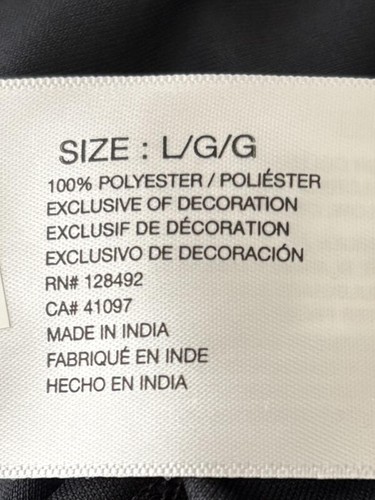 SIZE : L/G/G
100% POLYESTER / POLIÉSTER
EXCLUSIVE OF DECORATION
EXCLUSIF DE DÉCORATION
EXCLUSIVO DE DECORACIÓN
RN# 128492
CA# 41097
MADE IN INDIA
FABRIQUÉ EN INDE
HECHO EN INDIA